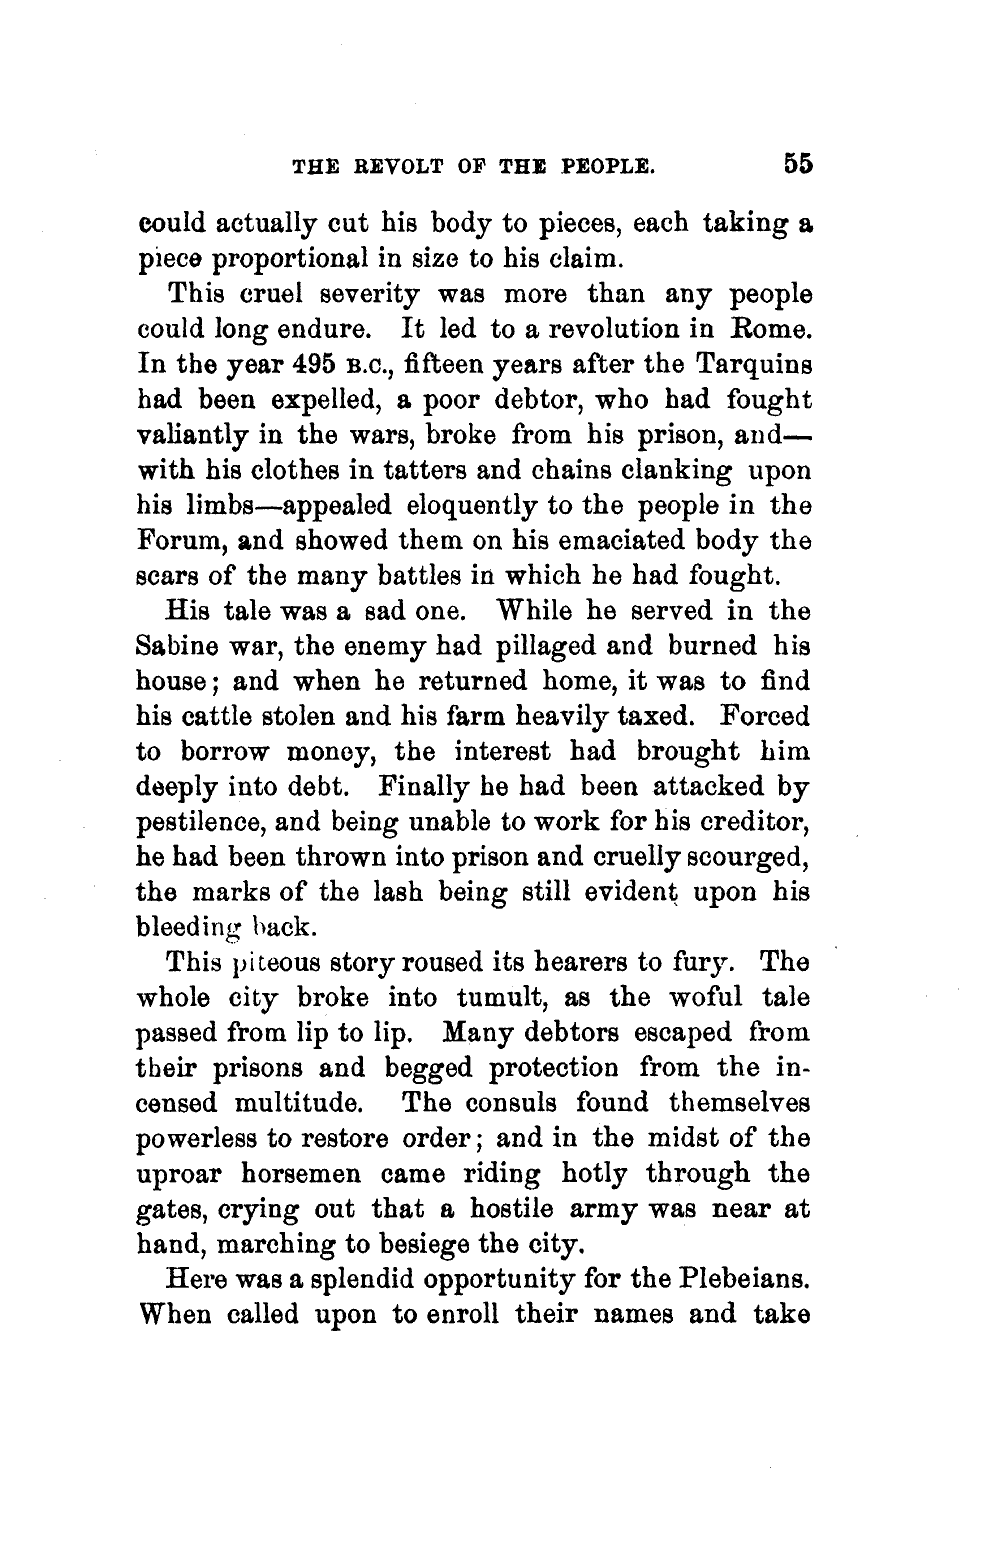 THE REVOLT OF THE PEOPLE. 55
could actually cut his body to pieces, each taking a
piece proportional in size to his claim.
This cruel severity was more than any people
could long endure. It led to a revolution in Rome.
In the year 495 B.C., fifteen years after the Tarquins
had been expelled, a poor debtor, who had fought
valiantly in the wars, broke from his prison, and—
with his clothes in tatters and chains clanking upon
his limbs—appealed eloquently to the people in the
Forum, and showed them on his emaciated body the
scars of the many battles in which he had fought.
His tale was a sad one. While he served in the
Sabine war, the enemy had pillaged and burned his
house; and when he returned home, it was to find
his cattle stolen and his farm heavily taxed. Forced
to borrow money, the interest had brought him
deeply into debt. Finally he had been attacked by
pestilence, and being unable to work for his creditor,
he had been thrown into prison and cruelly scourged,
the marks of the lash being still evident upon his
bleeding back.
This piteous story roused its hearers to fury. The
whole city broke into tumult, as the woful tale
passed from lip to lip. Many debtors escaped from
their prisons and begged protection from the in-
censed multitude. The consuls found themselves
powerless to restore order; and in the midst of the
uproar horsemen came riding hotly through the
gates, crying out that a hostile army was near at
hand, marching to besiege the city.
Here was a splendid opportunity for the Plebeians.
When called upon to enroll their names and take